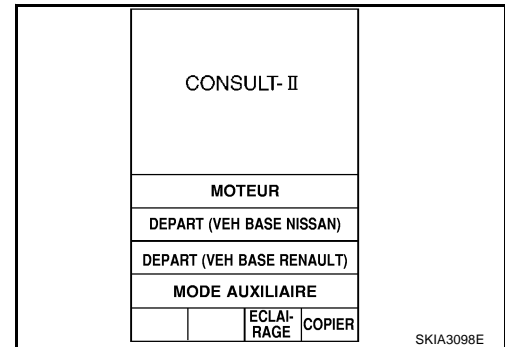 CONSULT-II
MOTEUR
DEPART (VEH BASE NISSAN)
DEPART (VEH BASE RENAULT)
MODE AUXILIAIRE
ECLAI-
RAGE
COPIER
SKIA3098E